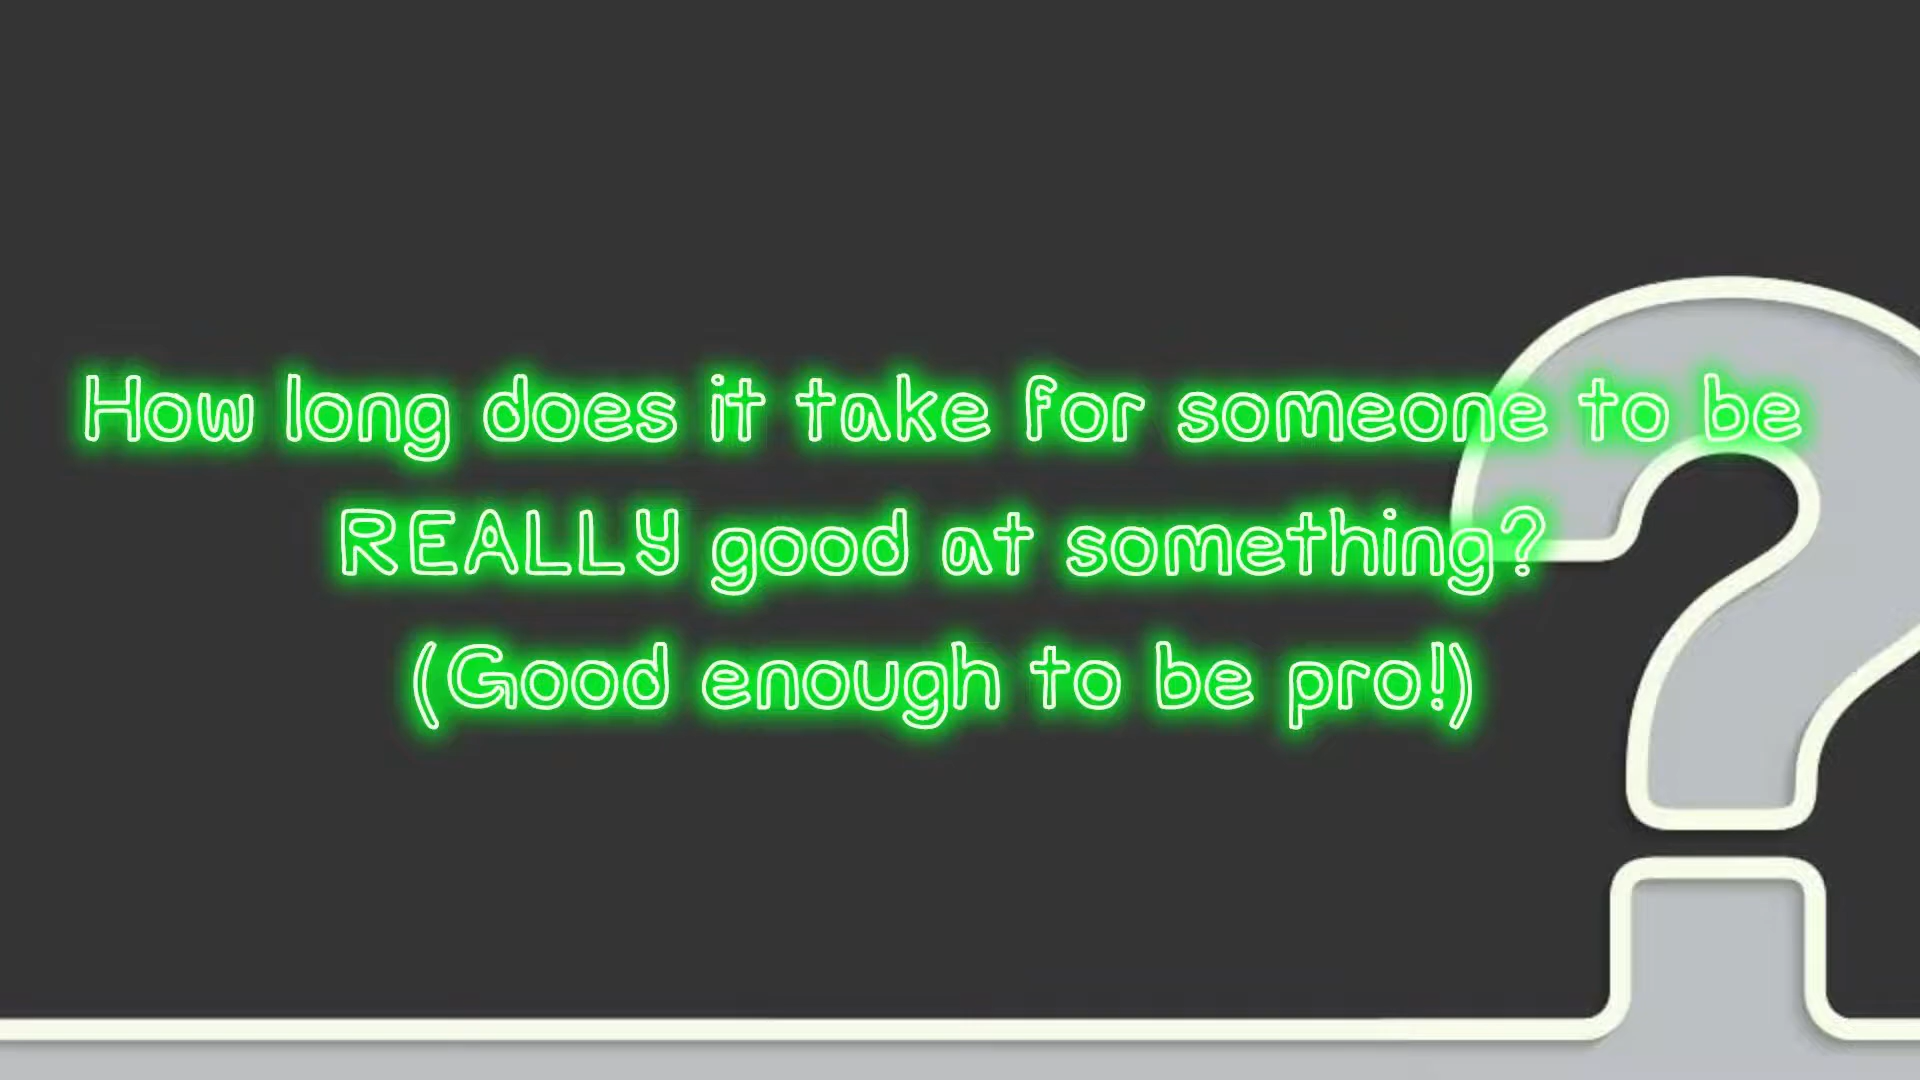 How long does it take for someone to be
REALLY good at something?
(Good enough to be pro!)